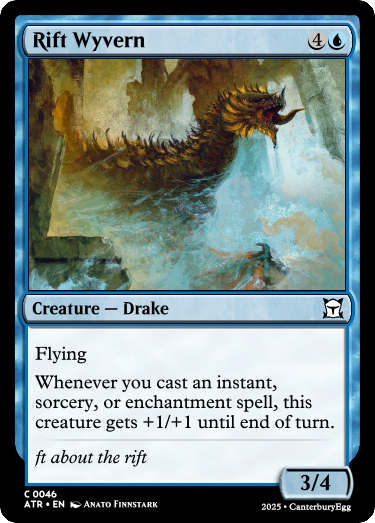 Rift Wyvern 4
Creature — Drake
Flying
Whenever you cast an instant,
sorcery, or enchantment spell, this
creature gets +1/+1 until end of turn.
ft about the rift
3/4
C 0046
ATR • EN Anato Finnstark
2025 • CanterburyEgg